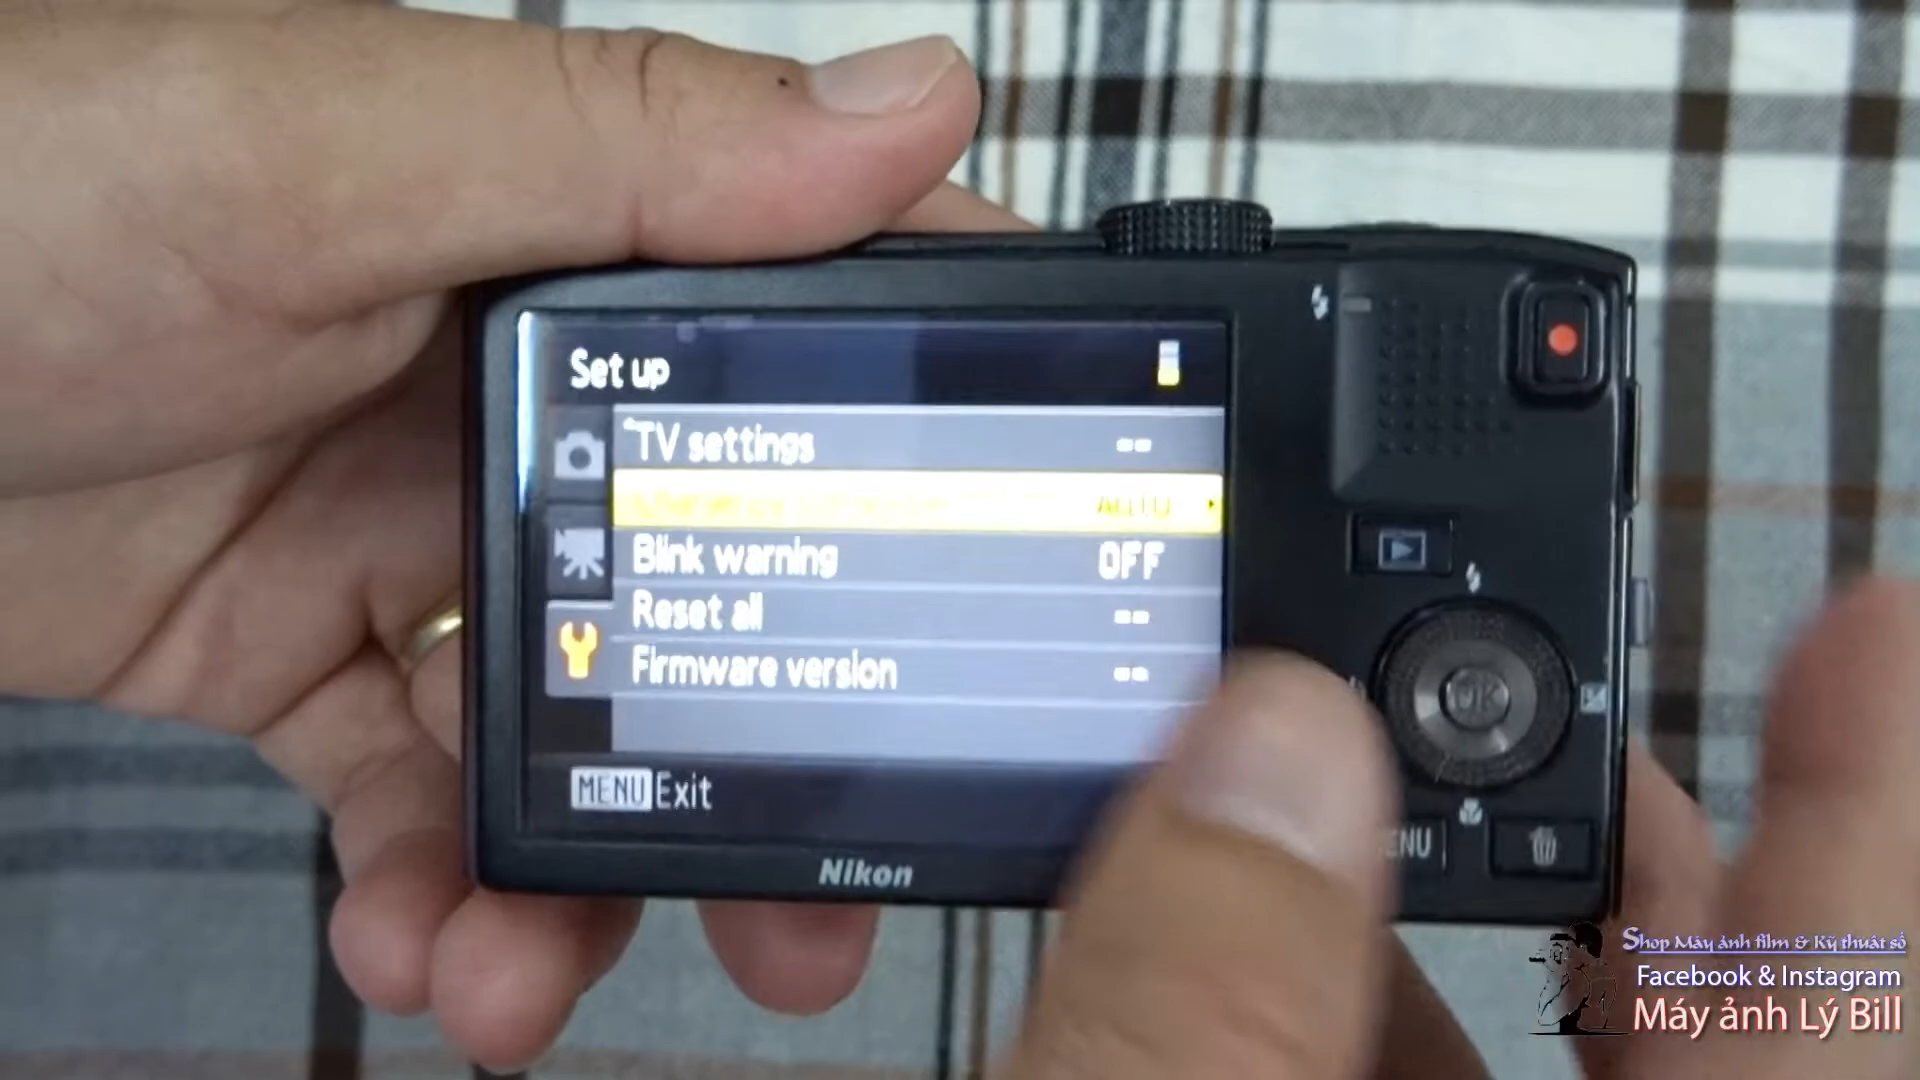 Set up
TV settings --
AUTO
Blink warning OFF
Reset all --
Firmware version --
MENU Exit
Nikon
OK
ENU
Shop Máy ảnh film & Kỹ thuật số
Facebook & Instagram
Máy ảnh Lý Bill